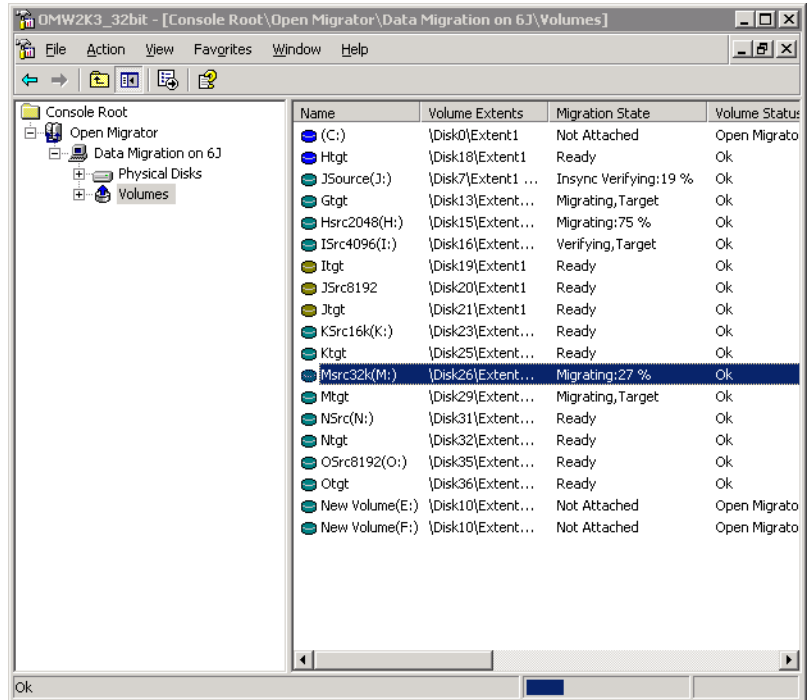 OMW2K3_32bit - [Console Root\Open Migrator\Data Migration on 6J\Volumes]
File Action View Favorites Window Help
Console Root
Open Migrator
Data Migration on 6J
Physical Disks
Volumes
Name Volume Extents Migration State Volume Status
(C:) \Disk0\Extent1 Not Attached Open Migrato
Htgt \Disk18\Extent1 Ready Ok
JSource(J:) \Disk7\Extent1 ... Insync Verifying:19 % Ok
Gtgt \Disk13\Extent... Migrating,Target Ok
Hsrc2048(H:) \Disk15\Extent... Migrating:75 % Ok
ISrc4096(I:) \Disk16\Extent... Verifying,Target Ok
Itgt \Disk19\Extent1 Ready Ok
JSrc8192 \Disk20\Extent1 Ready Ok
Jtgt \Disk21\Extent1 Ready Ok
KSrc16k(K:) \Disk23\Extent... Ready Ok
Ktgt \Disk25\Extent... Ready Ok
Msrc32k(M:) \Disk26\Extent... Migrating:27 % Ok
Mtgt \Disk29\Extent... Migrating,Target Ok
NSrc(N:) \Disk31\Extent... Ready Ok
Ntgt \Disk32\Extent... Ready Ok
OSrc8192(O:) \Disk35\Extent... Ready Ok
Otgt \Disk36\Extent... Ready Ok
New Volume(E:) \Disk10\Extent... Not Attached Open Migrato
New Volume(F:) \Disk10\Extent... Not Attached Open Migrato
Ok